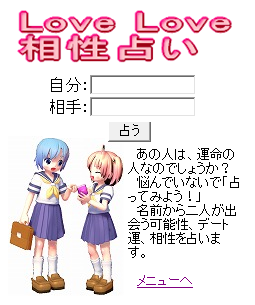 Love Love
相性占い
自分:
相手:
占う
あの人は、運命の
人なのでしょうか？
悩んでいないで「占
ってみよう！」
名前から二人が出
会う可能性、デート
運、相性を占いま
す。
メニューへ